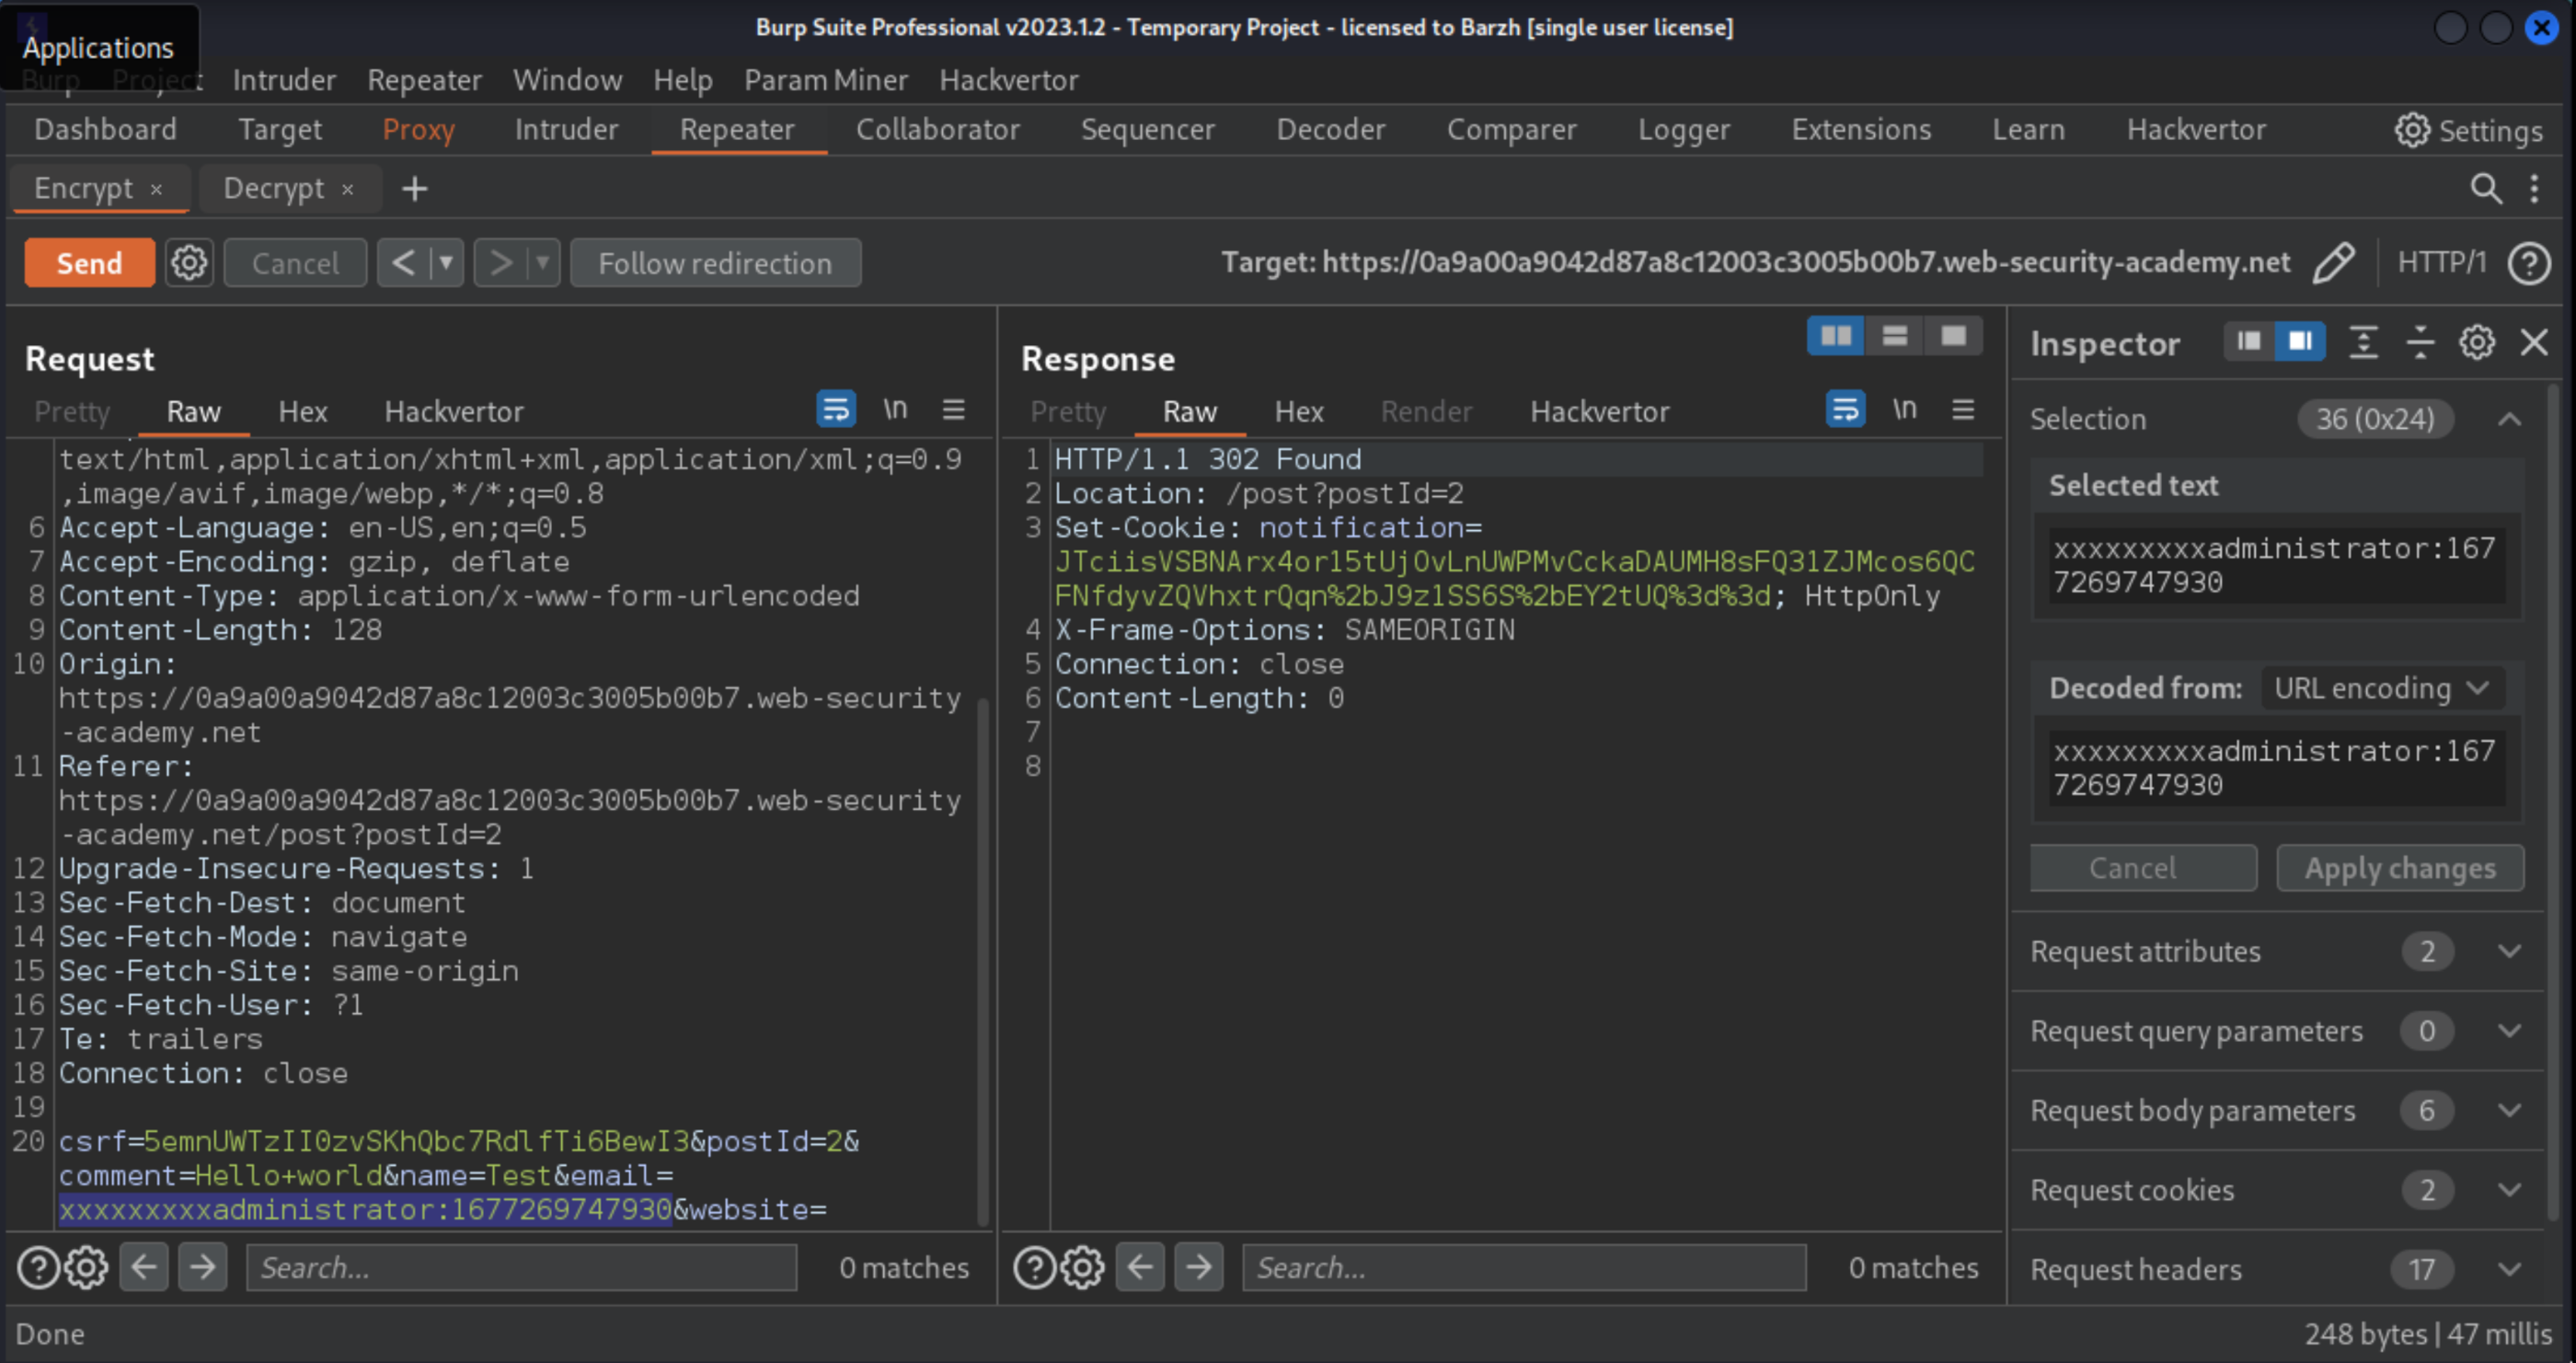 Burp Suite Professional v2023.1.2 - Temporary Project - licensed to Barzh [single user license]
Applications
Burp Project Intruder Repeater Window Help Param Miner Hackvertor
Dashboard Target Proxy Intruder Repeater Collaborator Sequencer Decoder Comparer Logger Extensions Learn Hackvertor Settings
Encrypt × Decrypt × +
Send Cancel < > Follow redirection Target: https://0a9a00a9042d87a8c12003c3005b00b7.web-security-academy.net HTTP/1 ?
Request
Pretty Raw Hex Hackvertor \n
text/html,application/xhtml+xml,application/xml;q=0.9
,image/avif,image/webp,*/*;q=0.8
6 Accept-Language: en-US,en;q=0.5
7 Accept-Encoding: gzip, deflate
8 Content-Type: application/x-www-form-urlencoded
9 Content-Length: 128
10 Origin:
https://0a9a00a9042d87a8c12003c3005b00b7.web-security
-academy.net
11 Referer:
https://0a9a00a9042d87a8c12003c3005b00b7.web-security
-academy.net/post?postId=2
12 Upgrade-Insecure-Requests: 1
13 Sec-Fetch-Dest: document
14 Sec-Fetch-Mode: navigate
15 Sec-Fetch-Site: same-origin
16 Sec-Fetch-User: ?1
17 Te: trailers
18 Connection: close
19
20 csrf=5emnUWTzII0zvSKhQbc7RdlfTi6BewI3&postId=2&
comment=Hello+world&name=Test&email=
xxxxxxxxxadministrator:1677269747930&website=
? Search... 0 matches
Response
Pretty Raw Hex Render Hackvertor \n
1 HTTP/1.1 302 Found
2 Location: /post?postId=2
3 Set-Cookie: notification=
JTciisVSBNArx4orl5tUjOvLnUWPMvCckaDAUMH8sFQ31ZJMcos6QC
FNfdyvZQVhxtrQqn%2bJ9z1SS6S%2bEY2tUQ%3d%3d; HttpOnly
4 X-Frame-Options: SAMEORIGIN
5 Connection: close
6 Content-Length: 0
7
8
? Search... 0 matches
Inspector
Selection 36 (0x24)
Selected text
xxxxxxxxxadministrator:167
7269747930
Decoded from: URL encoding
xxxxxxxxxadministrator:167
7269747930
Cancel Apply changes
Request attributes 2
Request query parameters 0
Request body parameters 6
Request cookies 2
Request headers 17
Done 248 bytes | 47 millis